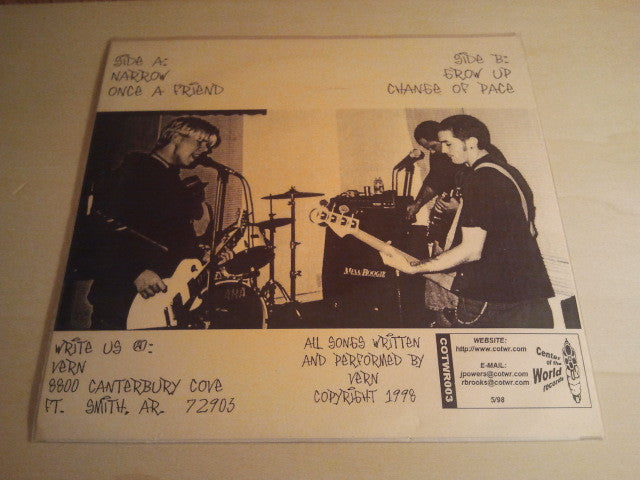 SIDE A:
NARROW
ONCE A FRIEND
SIDE B:
GROW UP
CHANGE OF PACE
MESA/BOOGIE
WRITE US @:
VERN
8800 CANTERBURY COVE
FT. SMITH, AR. 72903
ALL SONGS WRITTEN
AND PERFORMED BY
VERN
COPYRIGHT 1998
COTWR003
WEBSITE:
http://www.cotwr.com
E-MAIL:
jpowers@cotwr.com
rbrooks@cotwr.com
5/98
Center
of the
World
records